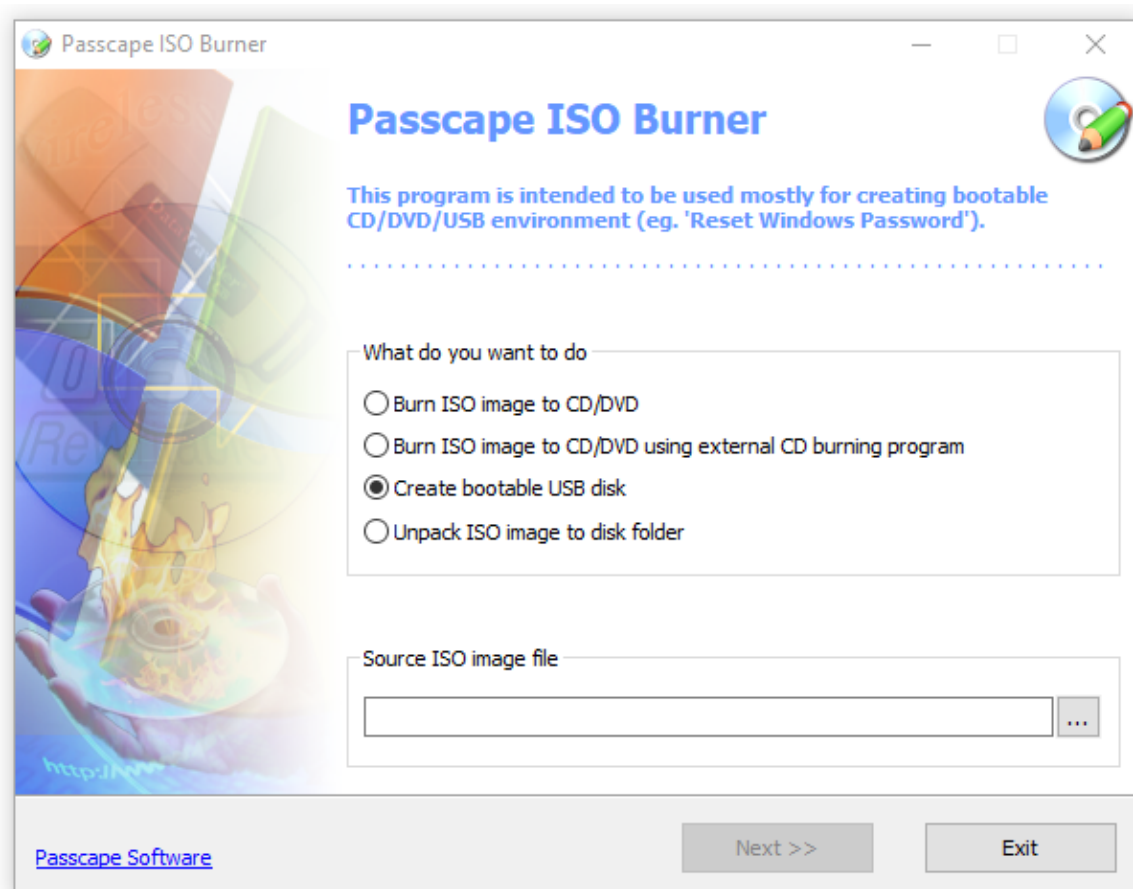 Passcape ISO Burner
Passcape ISO Burner
This program is intended to be used mostly for creating bootable
CD/DVD/USB environment (eg. 'Reset Windows Password').
What do you want to do
Burn ISO image to CD/DVD
Burn ISO image to CD/DVD using external CD burning program
Create bootable USB disk
Unpack ISO image to disk folder
Source ISO image file
...
http://www
Passcape Software
Next >>
Exit